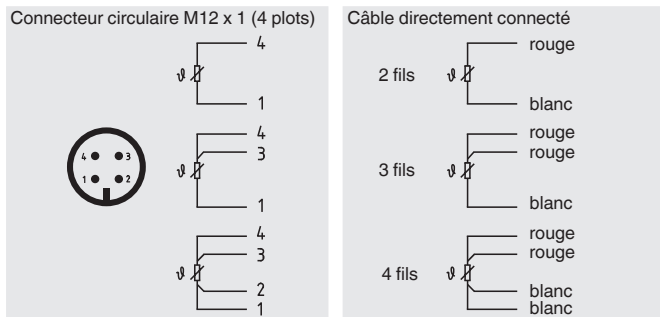 Connecteur circulaire M12 x 1 (4 plots)
4
ϑ
1
4
3
ϑ
1
4
3
ϑ
2
1
4 3
1 2
Câble directement connecté
rouge
2 fils ϑ
blanc
rouge
rouge
3 fils ϑ
blanc
rouge
rouge
4 fils ϑ
blanc
blanc